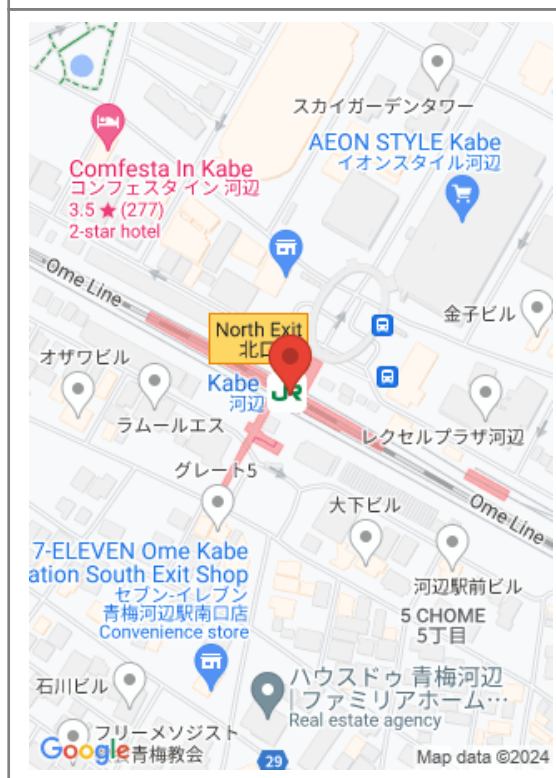 スカイガーデンタワー
AEON STYLE Kabe
イオンスタイル河辺
Comfesta In Kabe
コンフェスタ イン 河辺
3.5 ★ (277)
2-star hotel
Ome Line
金子ビル
North Exit
北口
オザワビル
Kabe
河辺
JR
ラムールエス
レクセルプラザ河辺
グレート5
大下ビル
Ome Line
7-ELEVEN Ome Kabe
ation South Exit Shop
セブン-イレブン
青梅河辺駅南口店
Convenience store
河辺駅前ビル
5 CHOME
5丁目
石川ビル
ハウスドゥ 青梅河辺
| ファミリアホーム…
Real estate agency
フリーメソジスト
青梅教会
Google
29
Map data ©2024